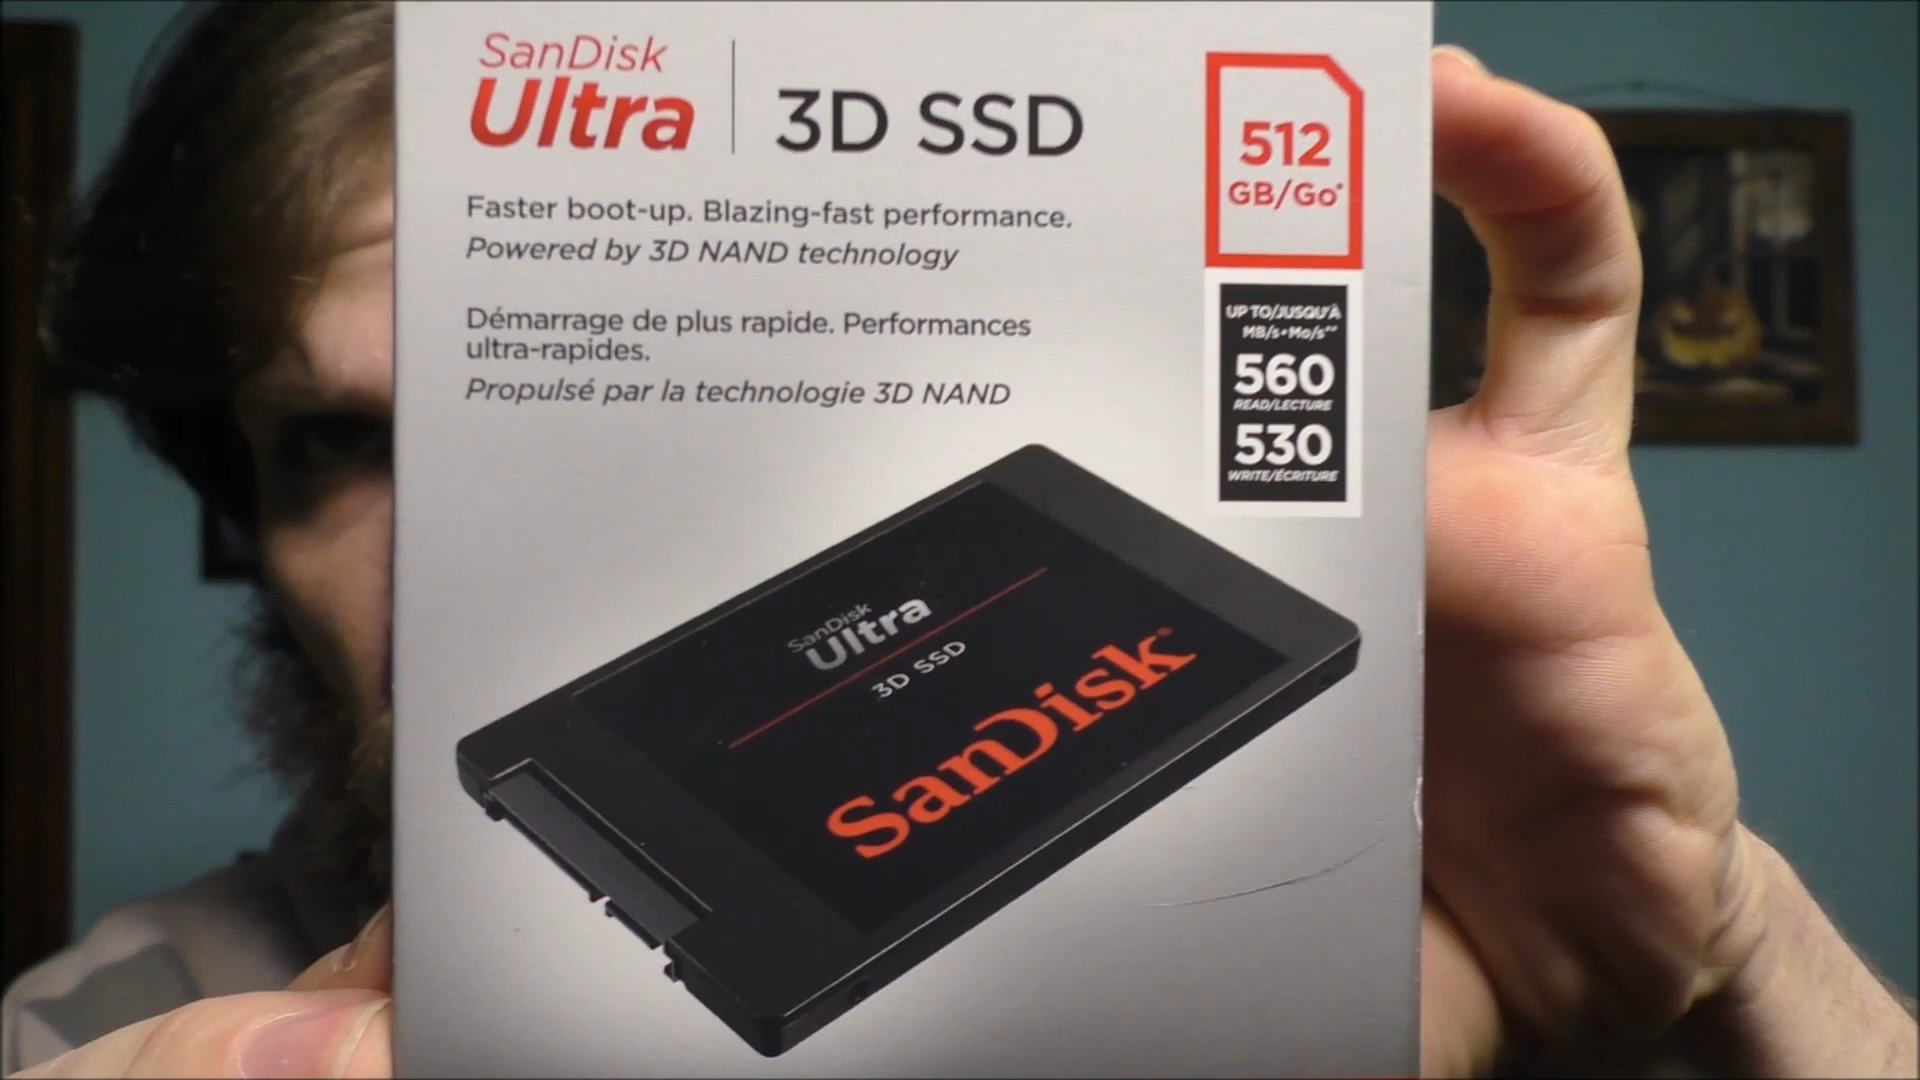 SanDisk
Ultra
3D SSD
Faster boot-up. Blazing-fast performance.
Powered by 3D NAND technology
Démarrage de plus rapide. Performances
ultra-rapides.
Propulsé par la technologie 3D NAND
512
GB/Go*
UP TO/JUSQU'À
MB/s•Mo/s**
560
READ/LECTURE
530
WRITE/ÉCRITURE
SanDisk
Ultra
3D SSD
SanDisk®